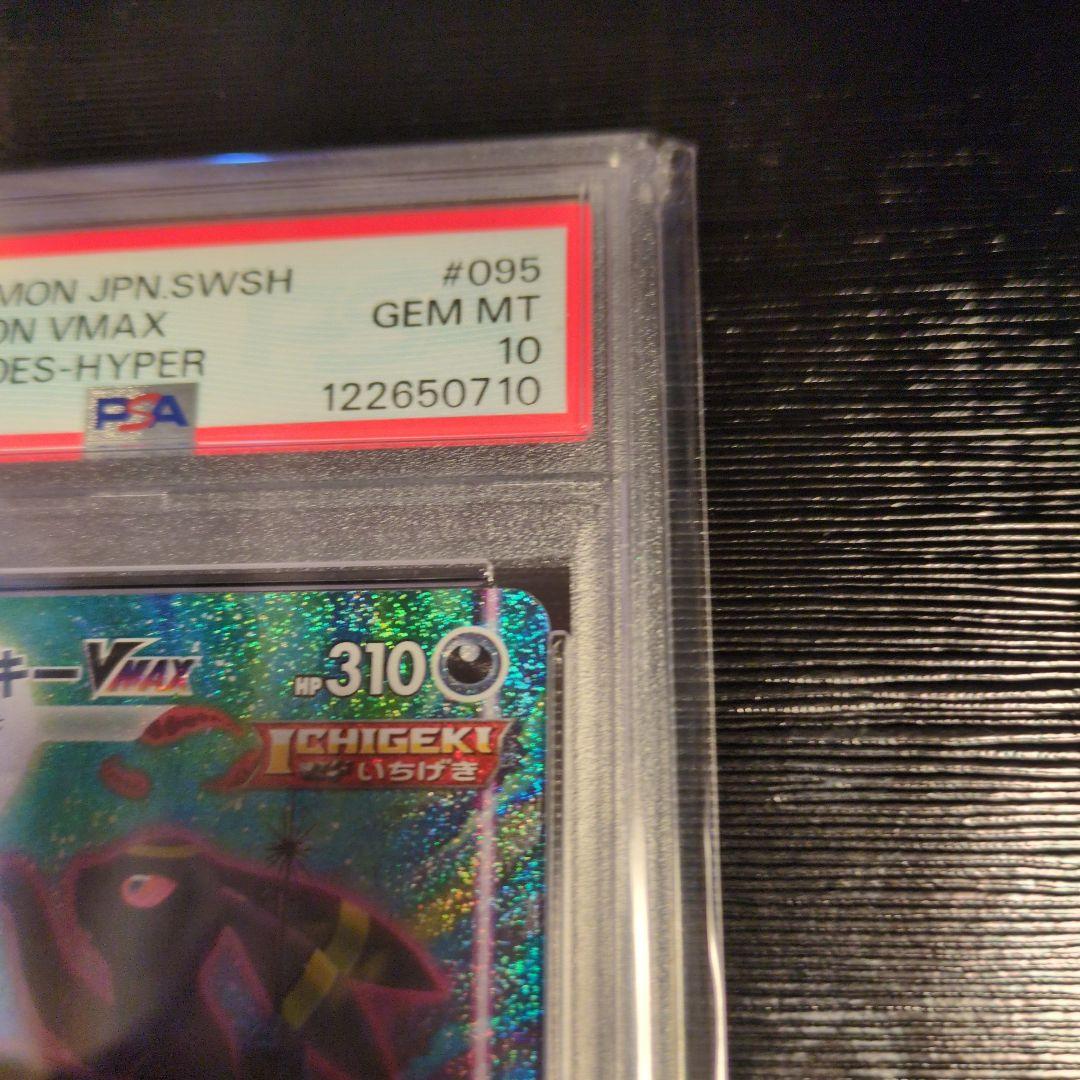 MON JPN.SWSH #095
ON VMAX GEM MT
DES-HYPER 10
PSA 122650710
キーVMAX HP310
ICHIGEKI
いちげき